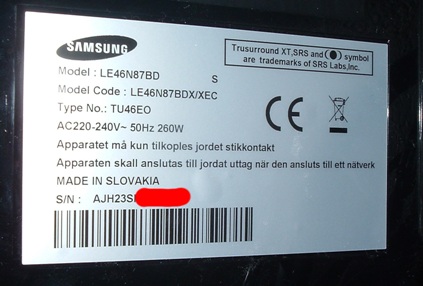 SAMSUNG
Trusurround XT,SRS and (●) symbol
are trademarks of SRS Labs,Inc.
Model : LE46N87BD S
Model Code : LE46N87BDX/XEC
Type No.: TU46EO
AC220-240V~ 50Hz 260W
CE
Apparatet må kun tilkoples jordet stikkontakt
Apparaten skall anslutas till jordat uttag när den ansluts till ett nätverk
MADE IN SLOVAKIA
S/N : AJH23S